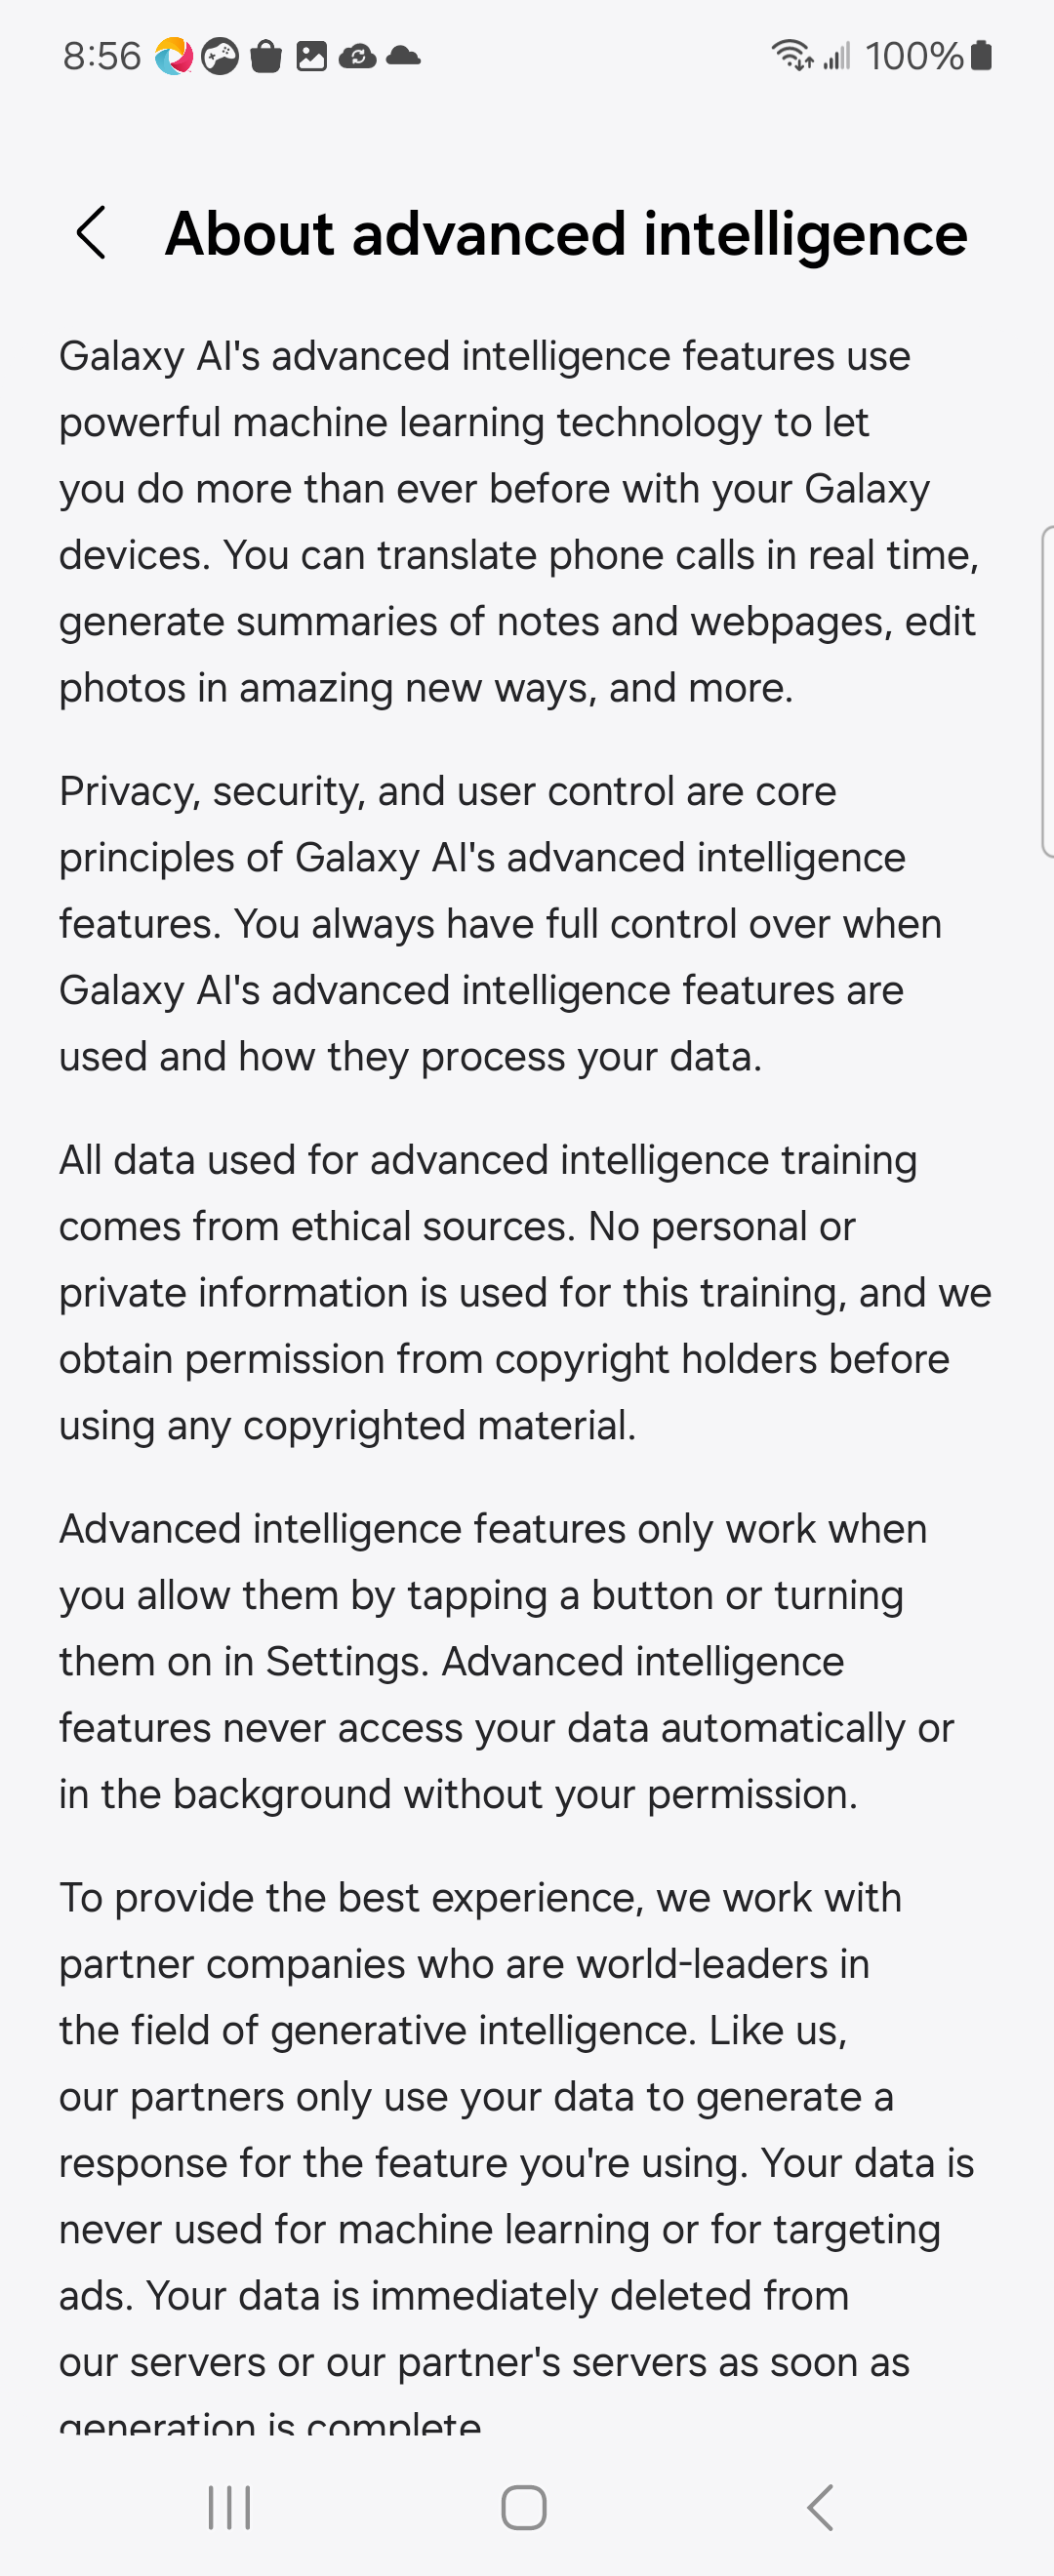 8:56
100%
About advanced intelligence
Galaxy AI's advanced intelligence features use
powerful machine learning technology to let
you do more than ever before with your Galaxy
devices. You can translate phone calls in real time,
generate summaries of notes and webpages, edit
photos in amazing new ways, and more.
Privacy, security, and user control are core
principles of Galaxy AI's advanced intelligence
features. You always have full control over when
Galaxy AI's advanced intelligence features are
used and how they process your data.
All data used for advanced intelligence training
comes from ethical sources. No personal or
private information is used for this training, and we
obtain permission from copyright holders before
using any copyrighted material.
Advanced intelligence features only work when
you allow them by tapping a button or turning
them on in Settings. Advanced intelligence
features never access your data automatically or
in the background without your permission.
To provide the best experience, we work with
partner companies who are world-leaders in
the field of generative intelligence. Like us,
our partners only use your data to generate a
response for the feature you're using. Your data is
never used for machine learning or for targeting
ads. Your data is immediately deleted from
our servers or our partner's servers as soon as
generation is complete